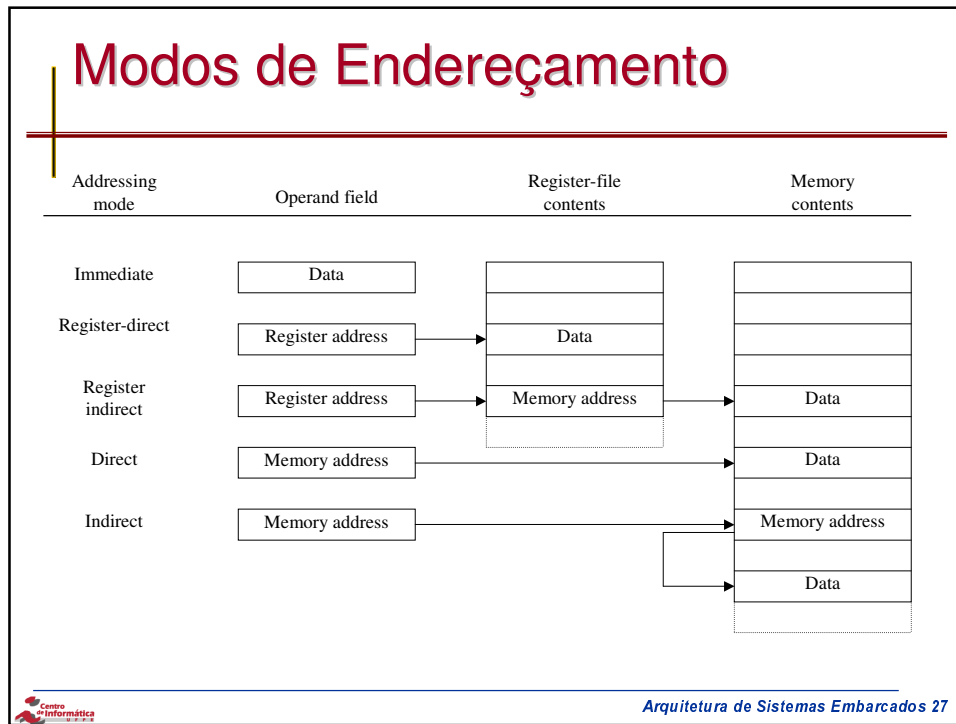 Modos de Endereçamento
Addressing
mode
Operand field
Register-file
contents
Memory
contents
Immediate
Data
Register-direct
Register address
Data
Register
indirect
Register address
Memory address
Data
Direct
Memory address
Data
Indirect
Memory address
Memory address
Data
Centro
de Informática
UFPE
Arquitetura de Sistemas Embarcados 27